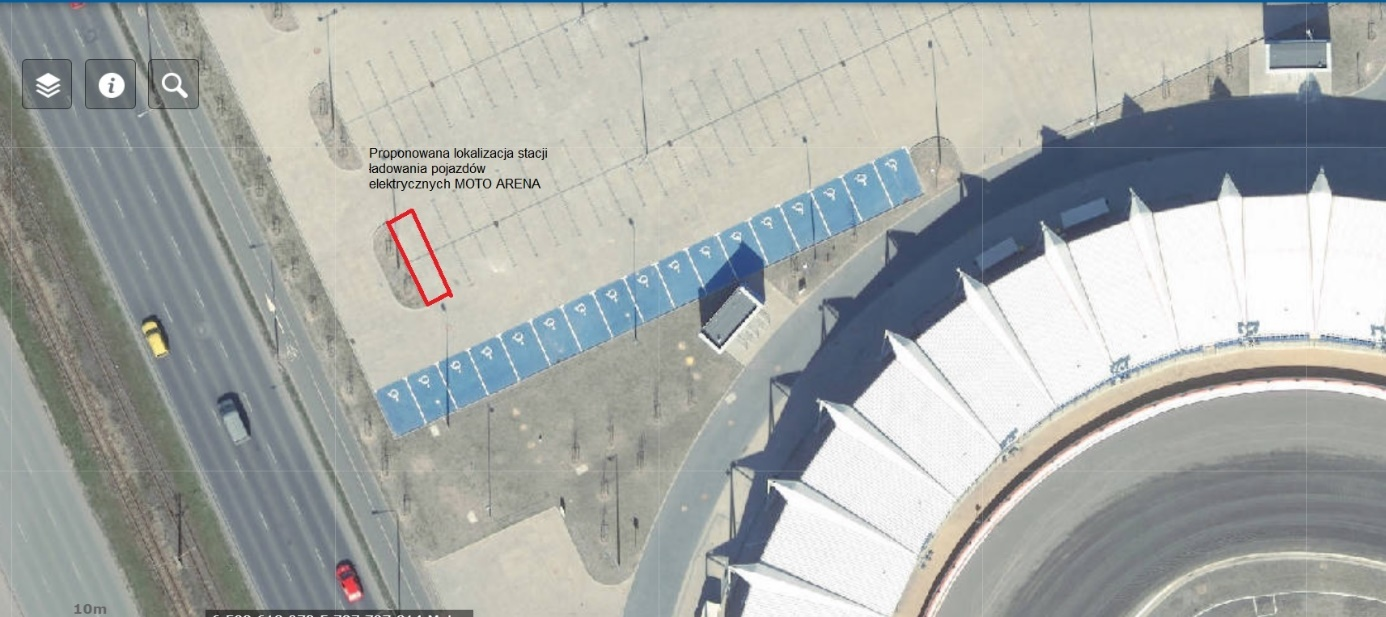 Proponowana lokalizacja stacji
ładowania pojazdów
elektrycznych MOTO ARENA
10m